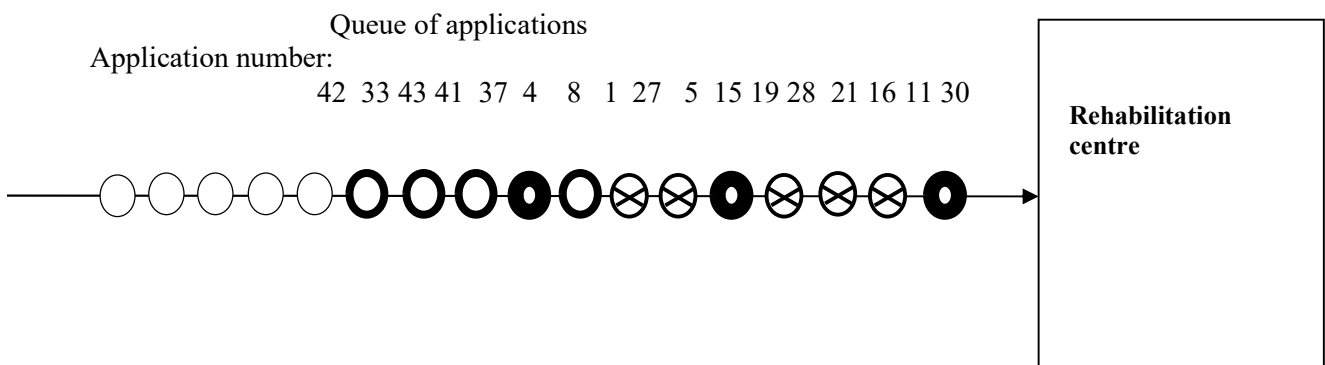 Queue of applications
Application number:
42 33 43 41 37 4 8 1 27 5 15 19 28 21 16 11 30
Rehabilitation
centre